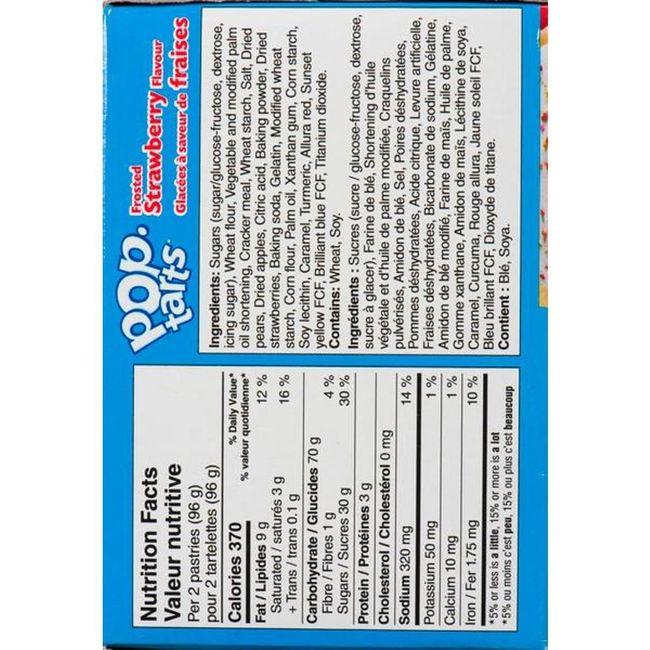 Nutrition Facts
Valeur nutritive
Per 2 pastries (96 g)
pour 2 tartelettes (96 g)
% Daily Value*
Calories 370 % valeur quotidienne*
Fat / Lipides 9 g 12 %
Saturated / saturés 3 g 16 %
+ Trans / trans 0.1 g
Carbohydrate / Glucides 70 g
Fibre / Fibres 1 g 4 %
Sugars / Sucres 30 g 30 %
Protein / Protéines 3 g
Cholesterol / Cholestérol 0 mg
Sodium 320 mg 14 %
Potassium 50 mg 1 %
Calcium 10 mg 1 %
Iron / Fer 1.75 mg 10 %
*5% or less is a little, 15% or more is a lot
*5% ou moins c'est peu, 15% ou plus c'est beaucoup
pop.
tarts
Frosted
Strawberry Flavour
Glacées à saveur de fraises
Ingredients: Sugars (sugar/glucose-fructose, dextrose,
icing sugar), Wheat flour, Vegetable and modified palm
oil shortening, Cracker meal, Wheat starch, Salt, Dried
pears, Dried apples, Citric acid, Baking powder, Dried
strawberries, Baking soda, Gelatin, Modified wheat
starch, Corn flour, Palm oil, Xanthan gum, Corn starch,
Soy lecithin, Caramel, Turmeric, Allura red, Sunset
yellow FCF, Brilliant blue FCF, Titanium dioxide.
Contains: Wheat, Soy.
Ingrédients : Sucres (sucre / glucose-fructose, dextrose,
sucre à glacer), Farine de blé, Shortening d'huile
végétale et d'huile de palme modifiée, Craquelins
pulvérisés, Amidon de blé, Sel, Poires déshydratées,
Pommes déshydratées, Acide citrique, Levure artificielle,
Fraises déshydratées, Bicarbonate de sodium, Gélatine,
Amidon de blé modifié, Farine de maïs, Huile de palme,
Gomme xanthane, Amidon de maïs, Lécithine de soya,
Caramel, Curcuma, Rouge allura, Jaune soleil FCF,
Bleu brillant FCF, Dioxyde de titane.
Contient : Blé, Soya.